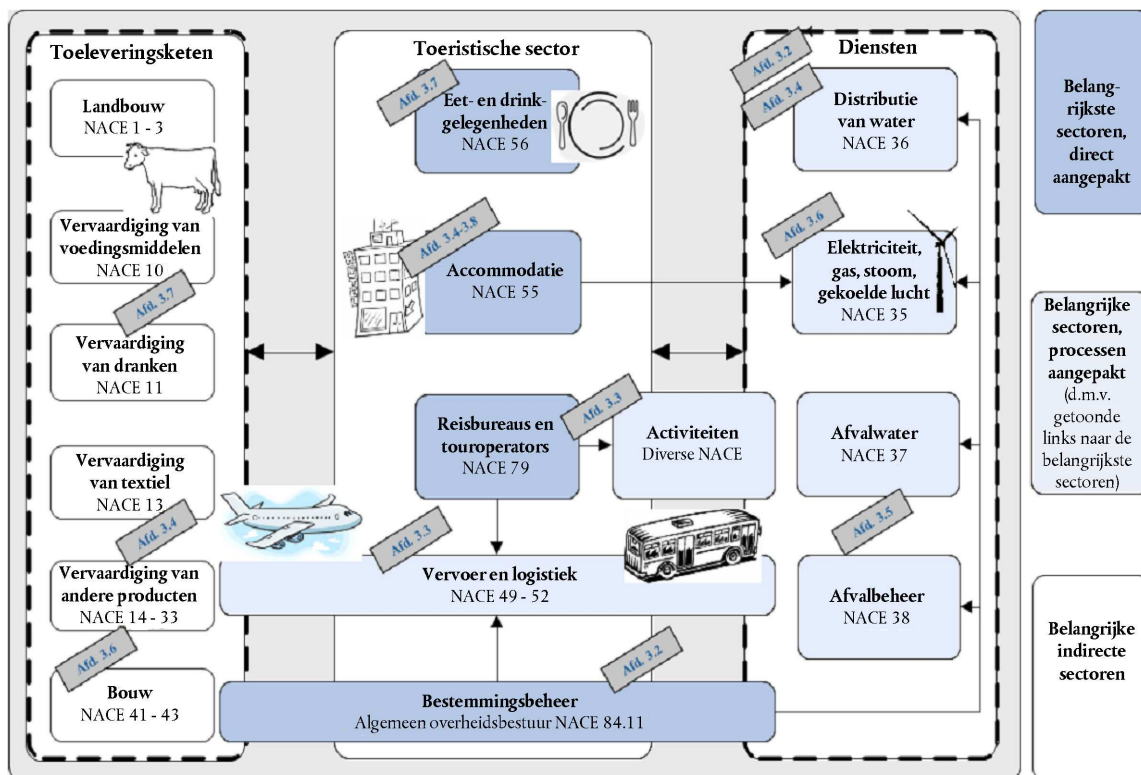 Toeleveringsketen
Landbouw
NACE 1 - 3
Vervaardiging van
voedingsmiddelen
NACE 10
Afd. 3.7
Vervaardiging
van dranken
NACE 11
Vervaardiging
van textiel
NACE 13
Afd. 3.4
Vervaardiging van
andere producten
NACE 14 - 33
Afd. 3.6
Bouw
NACE 41 - 43
Toeristische sector
Afd. 3.7
Eet- en drink-
gelegenheden
NACE 56
Afd. 3.4-3.8
Accommodatie
NACE 55
Reisbureaus en
touroperators
NACE 79
Afd. 3.3
Activiteiten
Diverse NACE
Afd. 3.3
Vervoer en logistiek
NACE 49 - 52
Afd. 3.2
Bestemmingsbeheer
Algemeen overheidsbestuur NACE 84.11
Diensten
Afd. 3.2
Afd. 3.4
Distributie
van water
NACE 36
Afd. 3.6
Elektriciteit,
gas, stoom,
gekoelde lucht
NACE 35
Afvalwater
NACE 37
Afd. 3.5
Afvalbeheer
NACE 38
Belang-
rijkste
sectoren,
direct
aangepakt
Belangrijke
sectoren,
processen
aangepakt
(d.m.v.
getoonde
links naar de
belangrijkste
sectoren)
Belangrijke
indirecte
sectoren